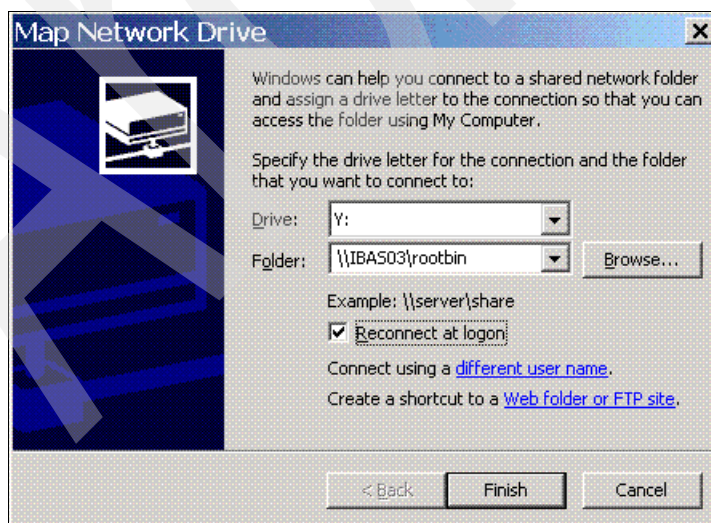 Map Network Drive
Windows can help you connect to a shared network folder
and assign a drive letter to the connection so that you can
access the folder using My Computer.
Specify the drive letter for the connection and the folder
that you want to connect to:
Drive: Y:
Folder: \\IBAS03\rootbin Browse...
Example: \\server\share
Reconnect at logon
Connect using a different user name.
Create a shortcut to a Web folder or FTP site.
< Back Finish Cancel